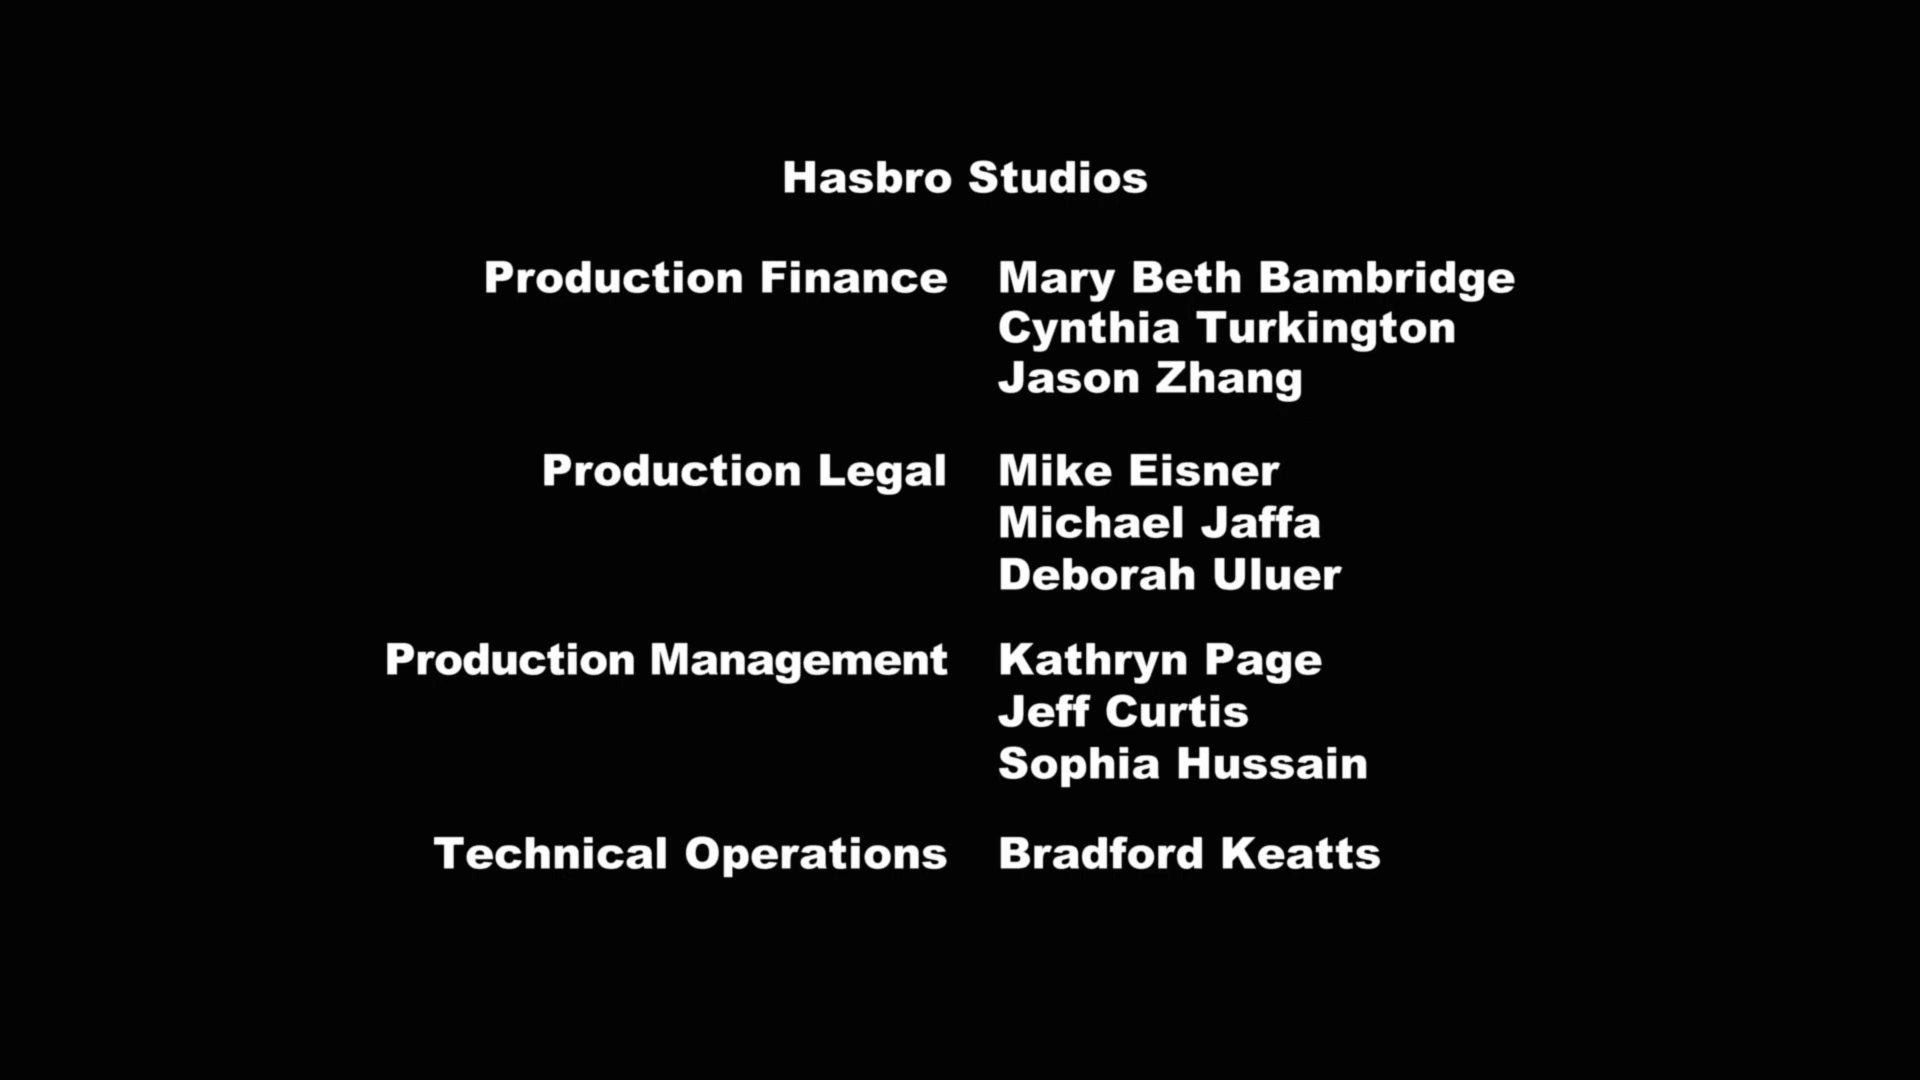 Hasbro Studios
Production Finance Mary Beth Bambridge
Cynthia Turkington
Jason Zhang
Production Legal Mike Eisner
Michael Jaffa
Deborah Uluer
Production Management Kathryn Page
Jeff Curtis
Sophia Hussain
Technical Operations Bradford Keatts